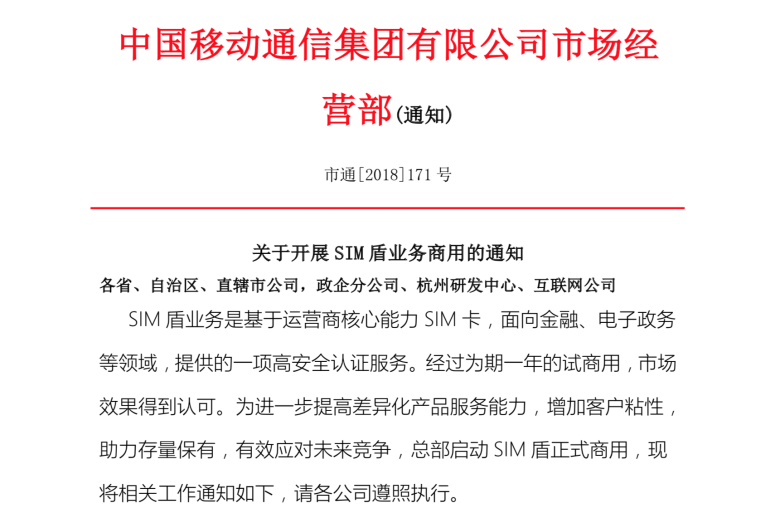 中国移动通信集团有限公司市场经
营部(通知)
市通[2018]171 号
关于开展 SIM 盾业务商用的通知
各省、自治区、直辖市公司，政企分公司、杭州研发中心、互联网公司
SIM 盾业务是基于运营商核心能力 SIM 卡，面向金融、电子政务
等领域，提供的一项高安全认证服务。经过为期一年的试商用，市场
效果得到认可。为进一步提高差异化产品服务能力，增加客户粘性，
助力存量保有，有效应对未来竞争，总部启动 SIM 盾正式商用，现
将相关工作通知如下，请各公司遵照执行。